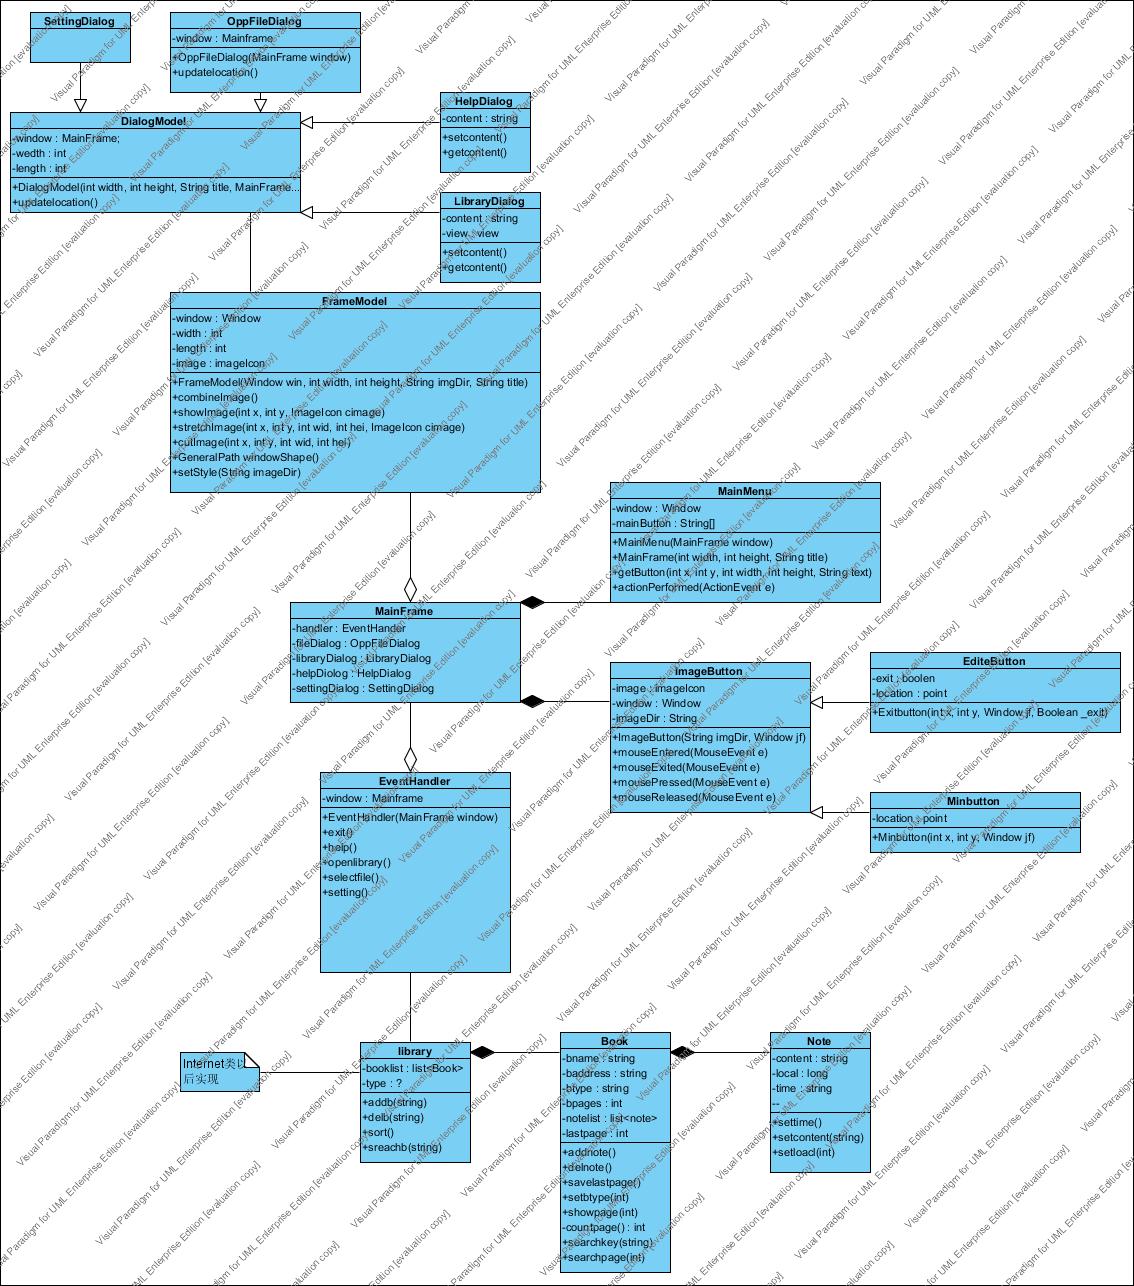 SettingDialog
OppFileDialog
-window : Mainframe
+OppFileDialog(MainFrame window)
+updatelocation()
HelpDialog
-content : string
+setcontent()
+getcontent()
DialogModel
-window : MainFrame;
-wedth : int
-length : int
+DialogModel(int width, int height, String title, MainFrame...
+updatelocation()
LibraryDialog
-content : string
-view : view
+setcontent()
+getcontent()
FrameModel
-window : Window
-width : int
-length : int
-image : imageIcon
+FrameModel(Window win, int width, int height, String imgDir, String title)
+combineImage()
+showImage(int x, int y, ImageIcon cimage)
+stretchImage(int x, int y, int wid, int hei, ImageIcon cimage)
+cutImage(int x, int y, int wid, int hei)
+GeneralPath windowShape()
+setStyle(String imageDir)
MainMenu
-window : Window
-mainButton : String[]
+MainMenu(MainFrame window)
+MainFrame(int width, int height, String title)
+getButton(int x, int y, int width, int height, String text)
+actionPerformed(ActionEvent e)
MainFrame
-handler : EventHander
-fileDialog : OppFileDialog
-libraryDialog : LibraryDialog
-helpDiolog : HelpDialog
-settingDialog : SettingDialog
ImageButton
-image : imageIcon
-window : Window
-imageDir : String
+ImageButton(String imgDir, Window jf)
+mouseEntered(MouseEvent e)
+mouseExited(MouseEvent e)
+mousePressed(MouseEvent e)
+mouseReleased(MouseEvent e)
EditeButton
-exit : boolen
-location : point
+Exitbutton(int x, int y, Window jf, Boolean _exit)
Minbutton
-location : point
+Minbutton(int x, int y, Window jf)
EventHandler
-window : Mainframe
+EventHandler(MainFrame window)
+exit()
+help()
+openlibrary()
+selectfile()
+setting()
Internet类以
后实现
library
-booklist : list<Book>
-type : ?
+addb(string)
+delb(string)
+sort()
+sreachb(string)
Book
-bname : string
-baddress : string
-btype : string
-bpages : int
-notelist : list<note>
-lastpage : int
+addnote()
+delnote()
+savelastpage()
+setbtype(int)
+showpage(int)
-countpage() : int
+searchkey(string)
+searchpage(int)
Note
-content : string
-local : long
-time : string
--
+settime()
+setcontent(string)
+setloacl(int)
Visual Paradigm for UML Enterprise Edition [evaluation copy]